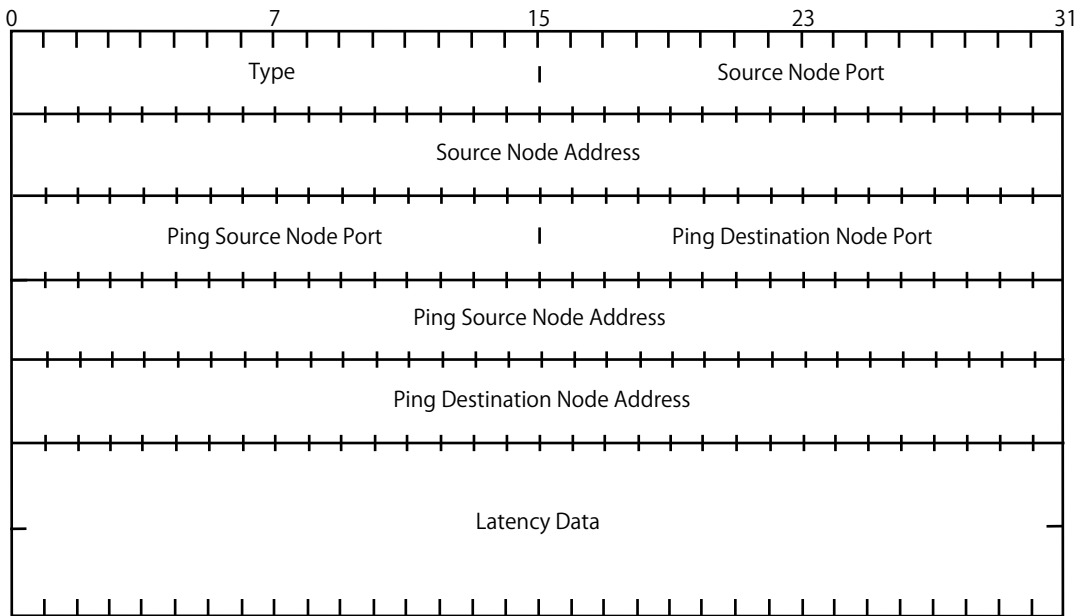 0 7 15 23 31
Type Source Node Port
Source Node Address
Ping Source Node Port Ping Destination Node Port
Ping Source Node Address
Ping Destination Node Address
Latency Data